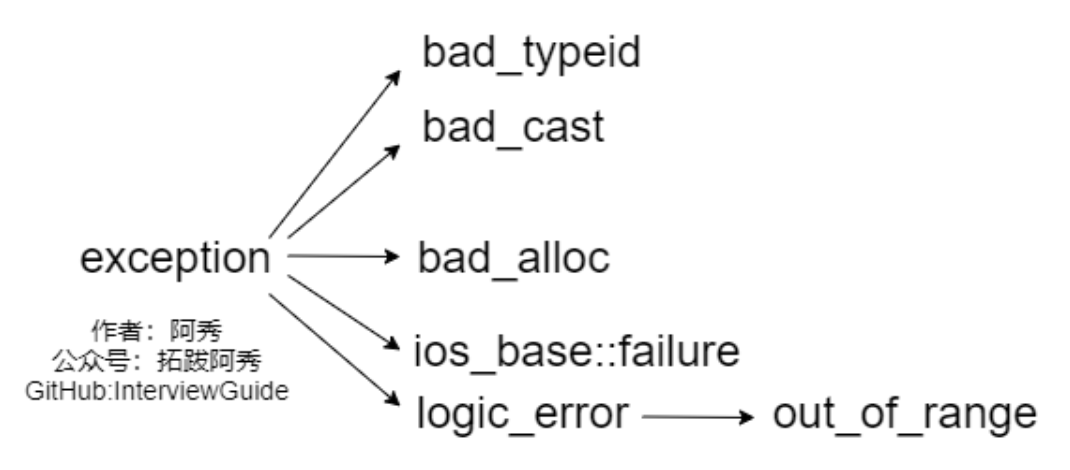 bad_typeid
bad_cast
exception
bad_alloc
作者：阿秀
公众号：拓跋阿秀
GitHub:InterviewGuide
ios_base::failure
logic_error
out_of_range